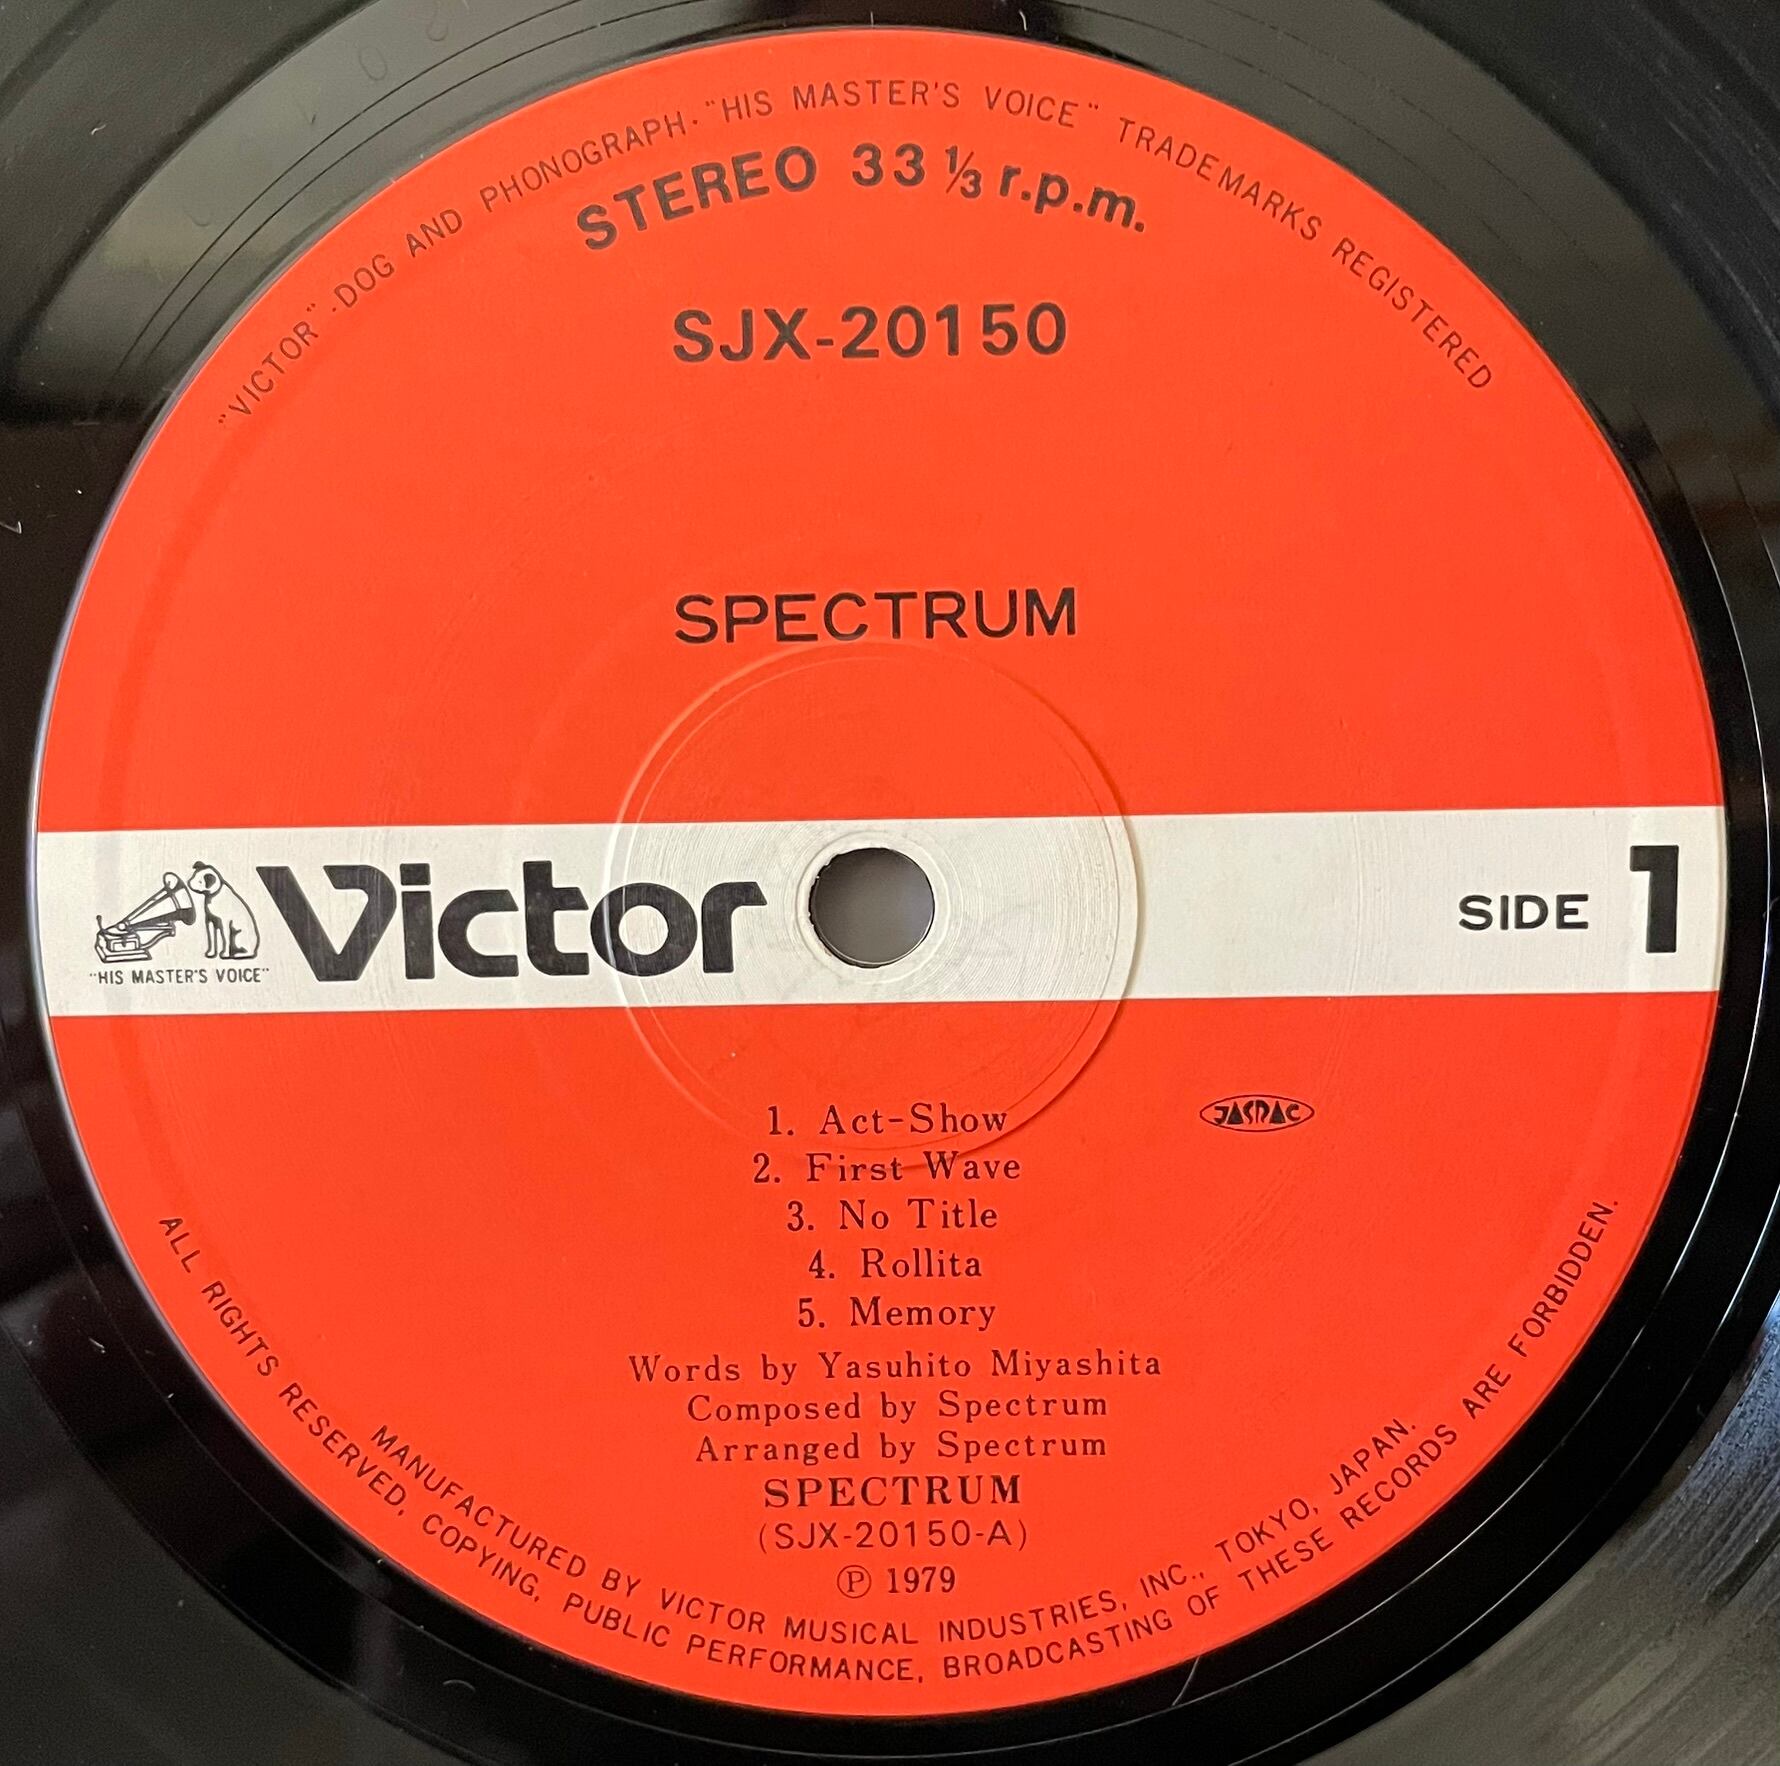 "VICTOR"-DOG AND PHONOGRAPH·"HIS MASTER'S VOICE" TRADEMARKS REGISTERED
STEREO 33 1/3 r.p.m.
SJX-20150
SPECTRUM
"HIS MASTER'S VOICE"
Victor
SIDE 1
1. Act-Show
JASRAC
2. First Wave
3. No Title
4. Rollita
5. Memory
Words by Yasuhito Miyashita
Composed by Spectrum
Arranged by Spectrum
SPECTRUM
(SJX-20150-A)
Ⓟ 1979
MANUFACTURED BY VICTOR MUSICAL INDUSTRIES, INC., TOKYO, JAPAN.
ALL RIGHTS RESERVED, COPYING, PUBLIC PERFORMANCE, BROADCASTING OF THESE RECORDS ARE FORBIDDEN.